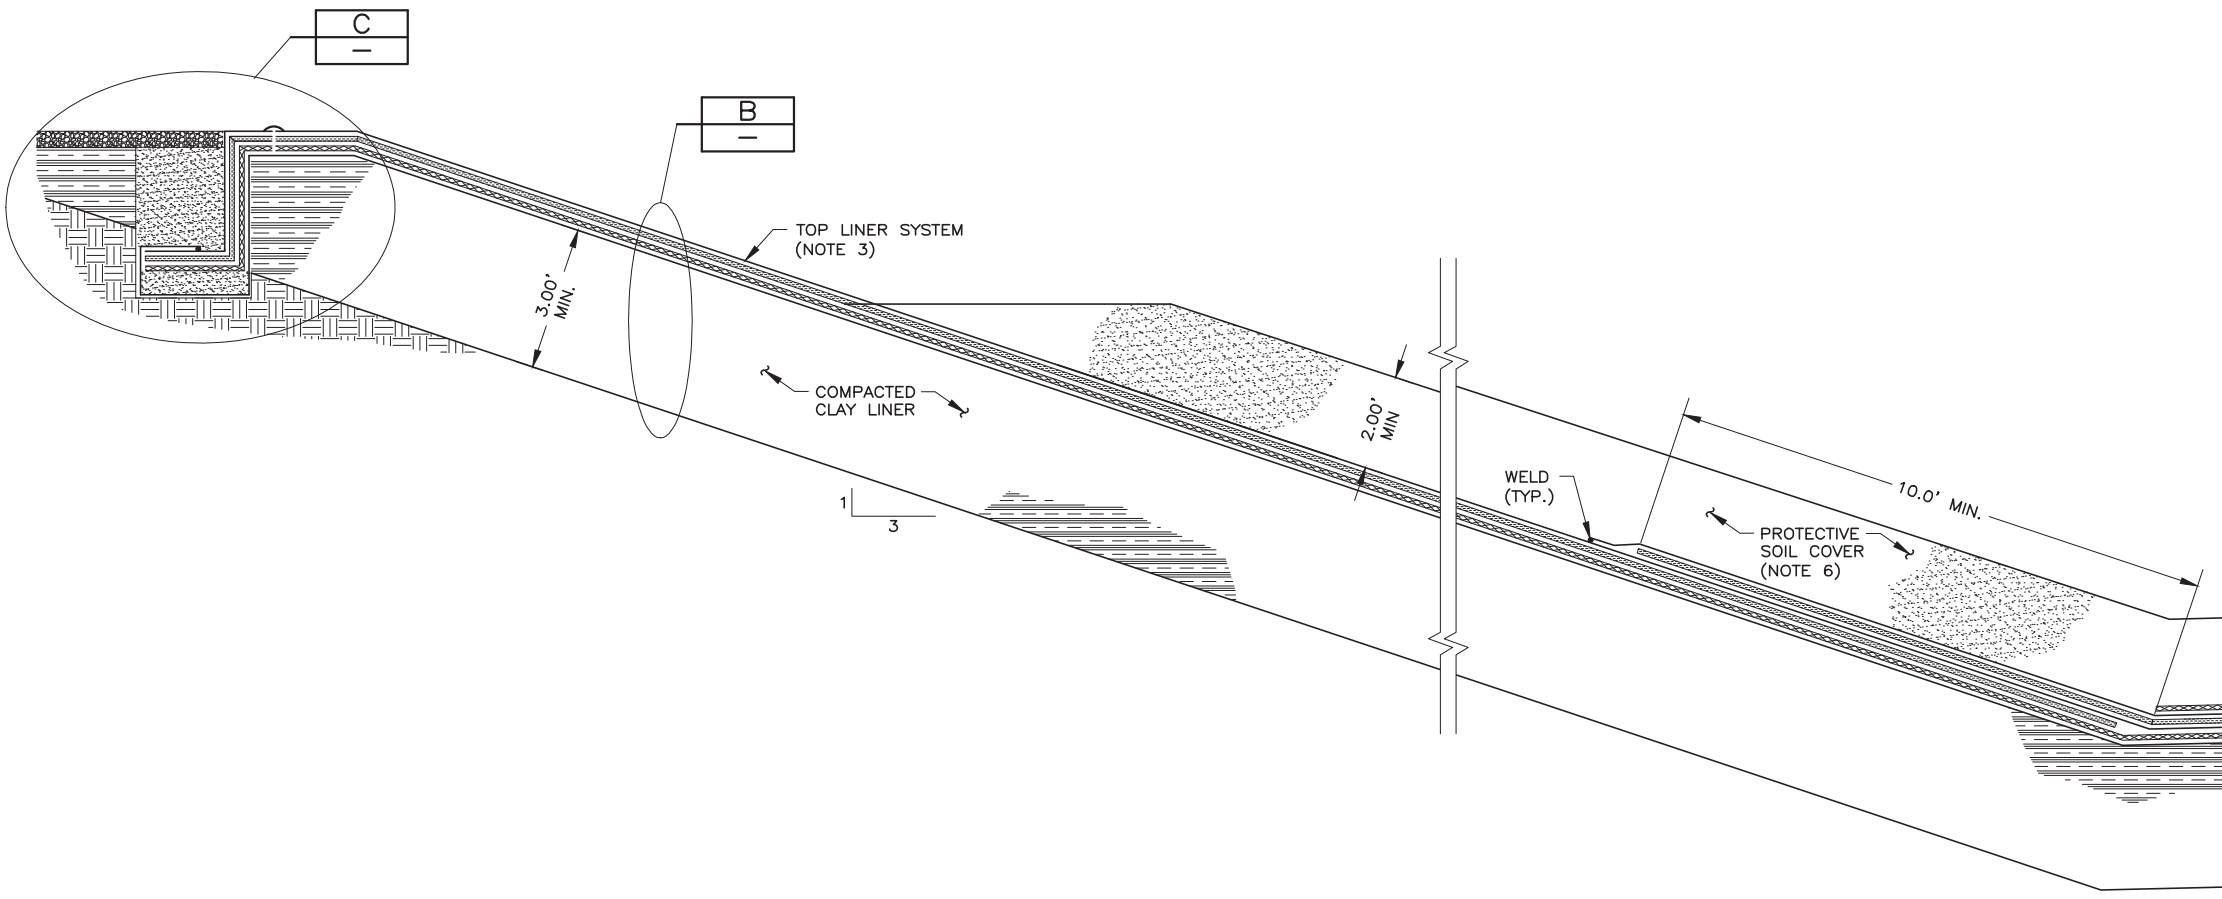 C
–
B
–
TOP LINER SYSTEM
(NOTE 3)
3.00'
MIN.
COMPACTED
CLAY LINER
2.00'
MIN
1
3
WELD
(TYP.)
10.0' MIN.
PROTECTIVE
SOIL COVER
(NOTE 6)